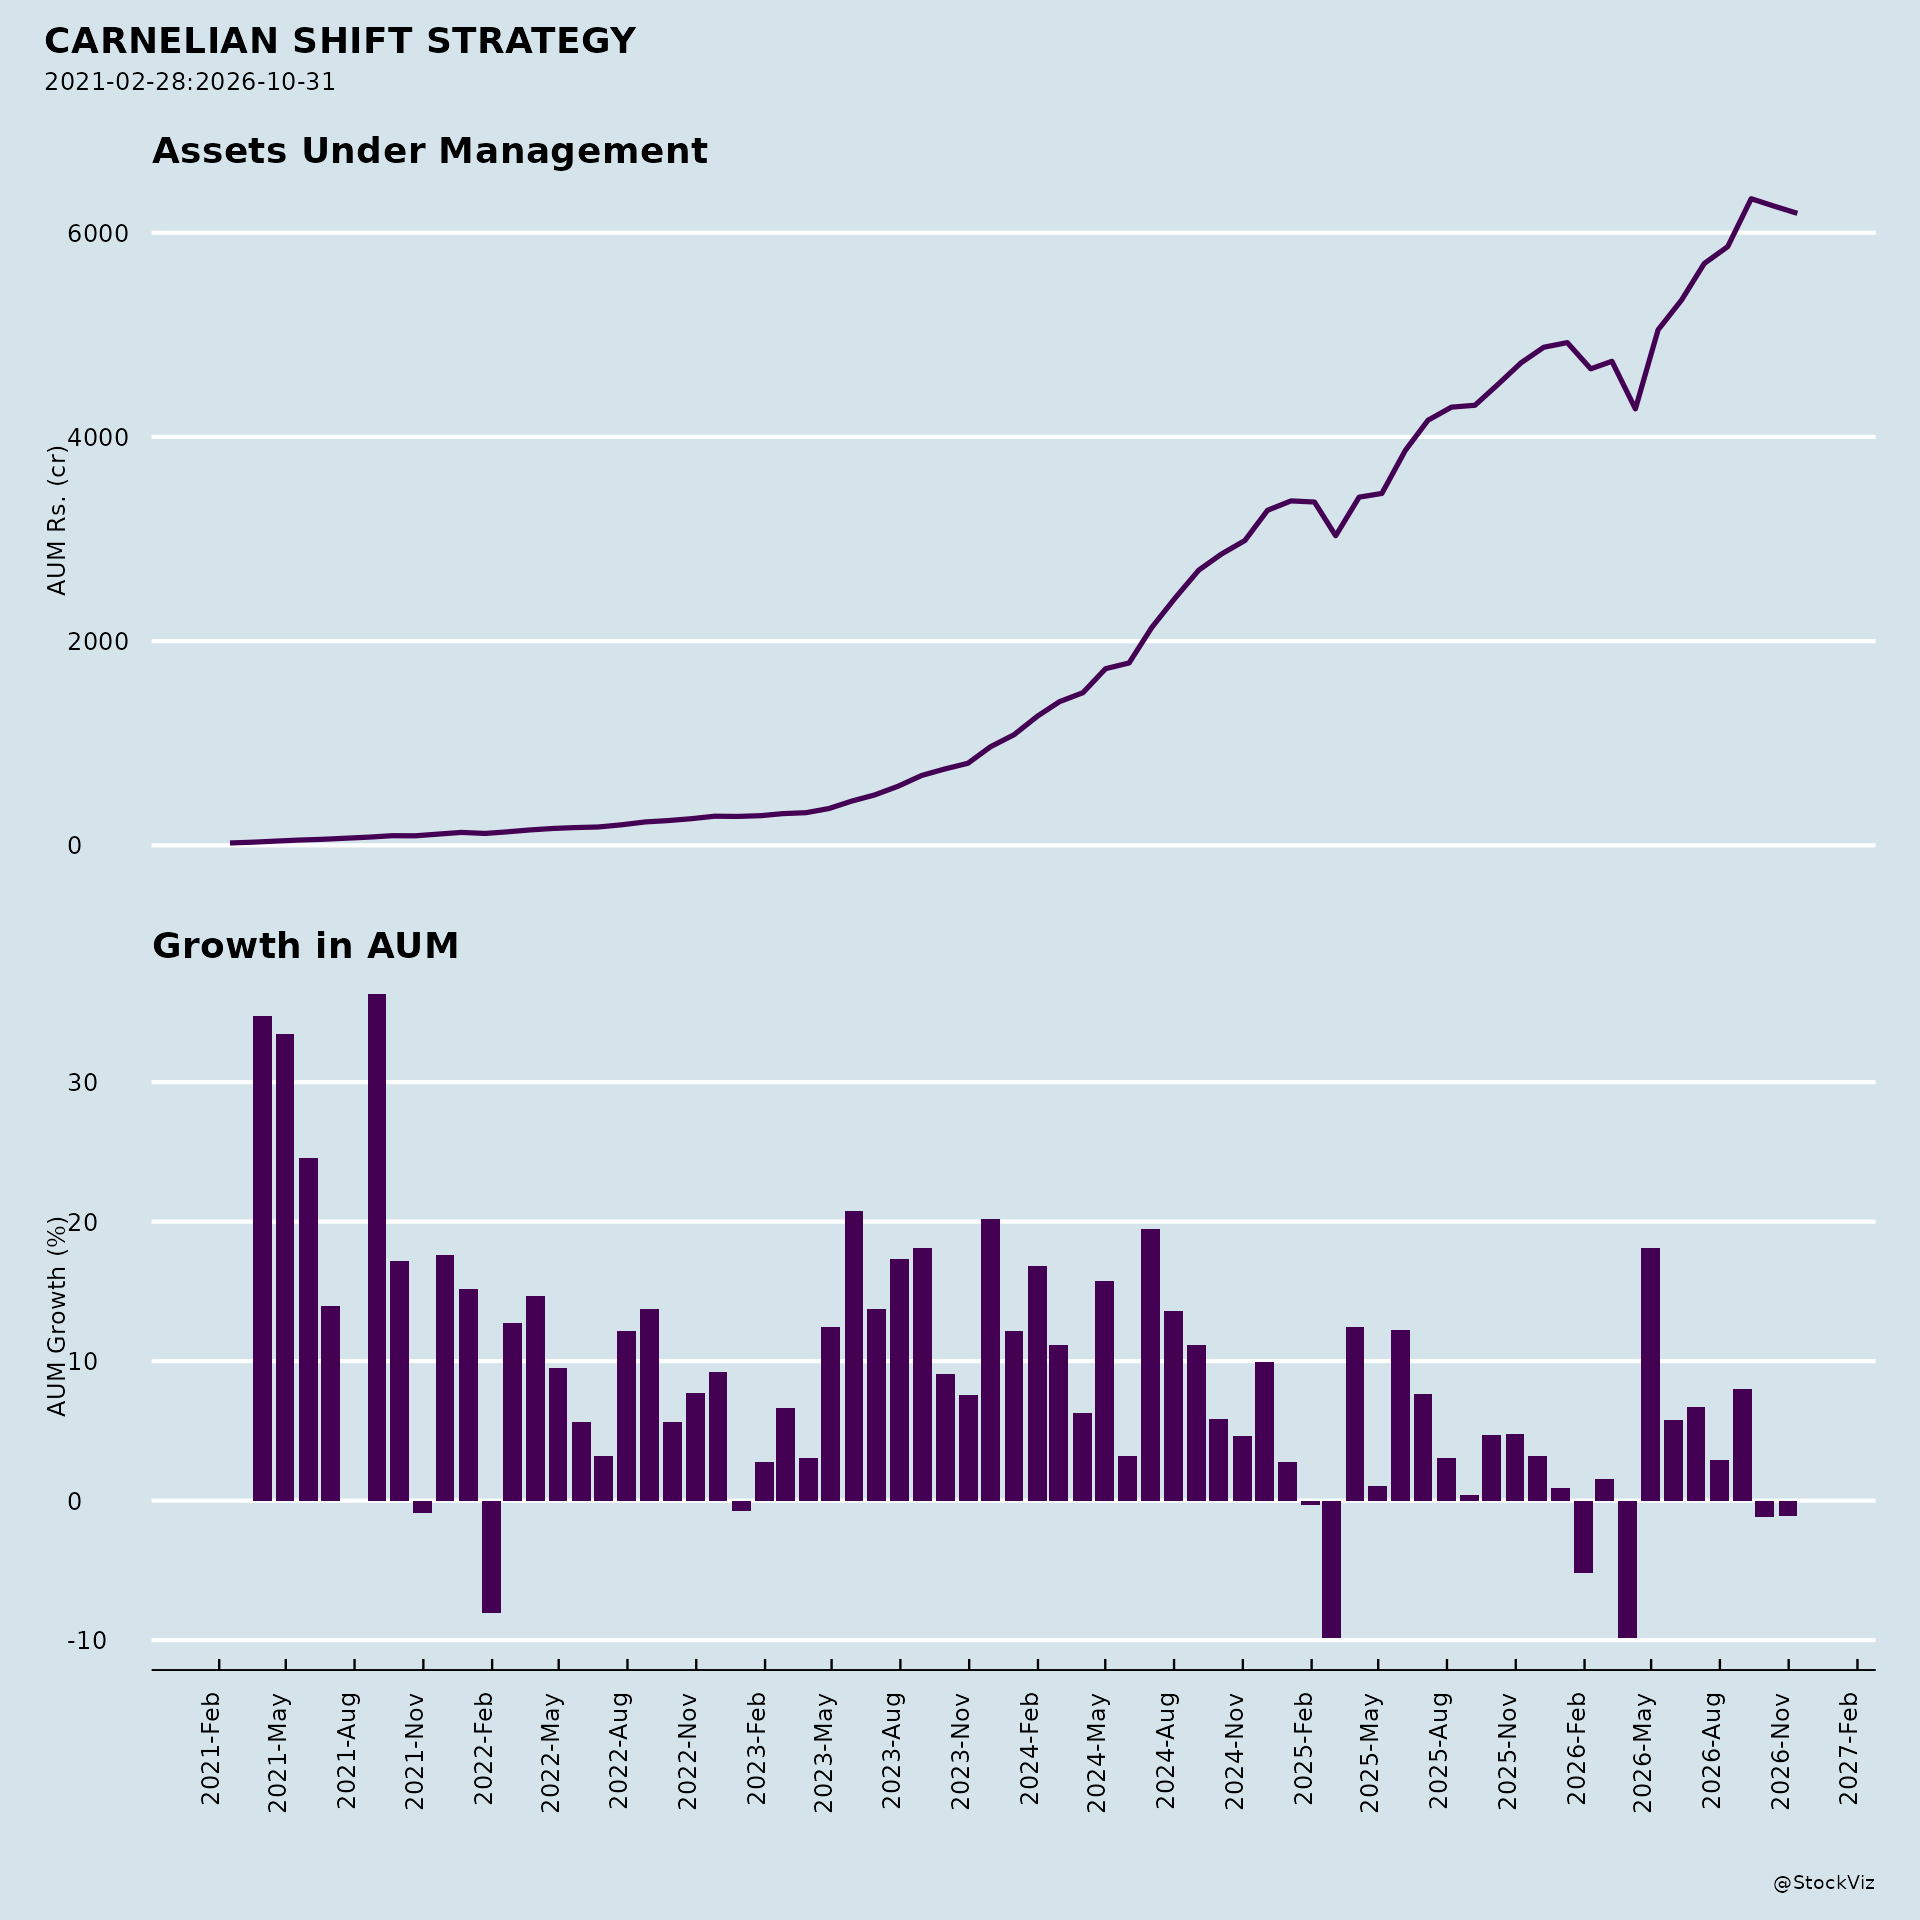 CARNELIAN SHIFT STRATEGY
2021-02-28:2026-10-31
Assets Under Management
AUM Rs. (cr)
6000
4000
2000
0
Growth in AUM
AUM Growth (%)
30
20
10
0
-10
2021-Feb
2021-May
2021-Aug
2021-Nov
2022-Feb
2022-May
2022-Aug
2022-Nov
2023-Feb
2023-May
2023-Aug
2023-Nov
2024-Feb
2024-May
2024-Aug
2024-Nov
2025-Feb
2025-May
2025-Aug
2025-Nov
2026-Feb
2026-May
2026-Aug
2026-Nov
2027-Feb
@StockViz